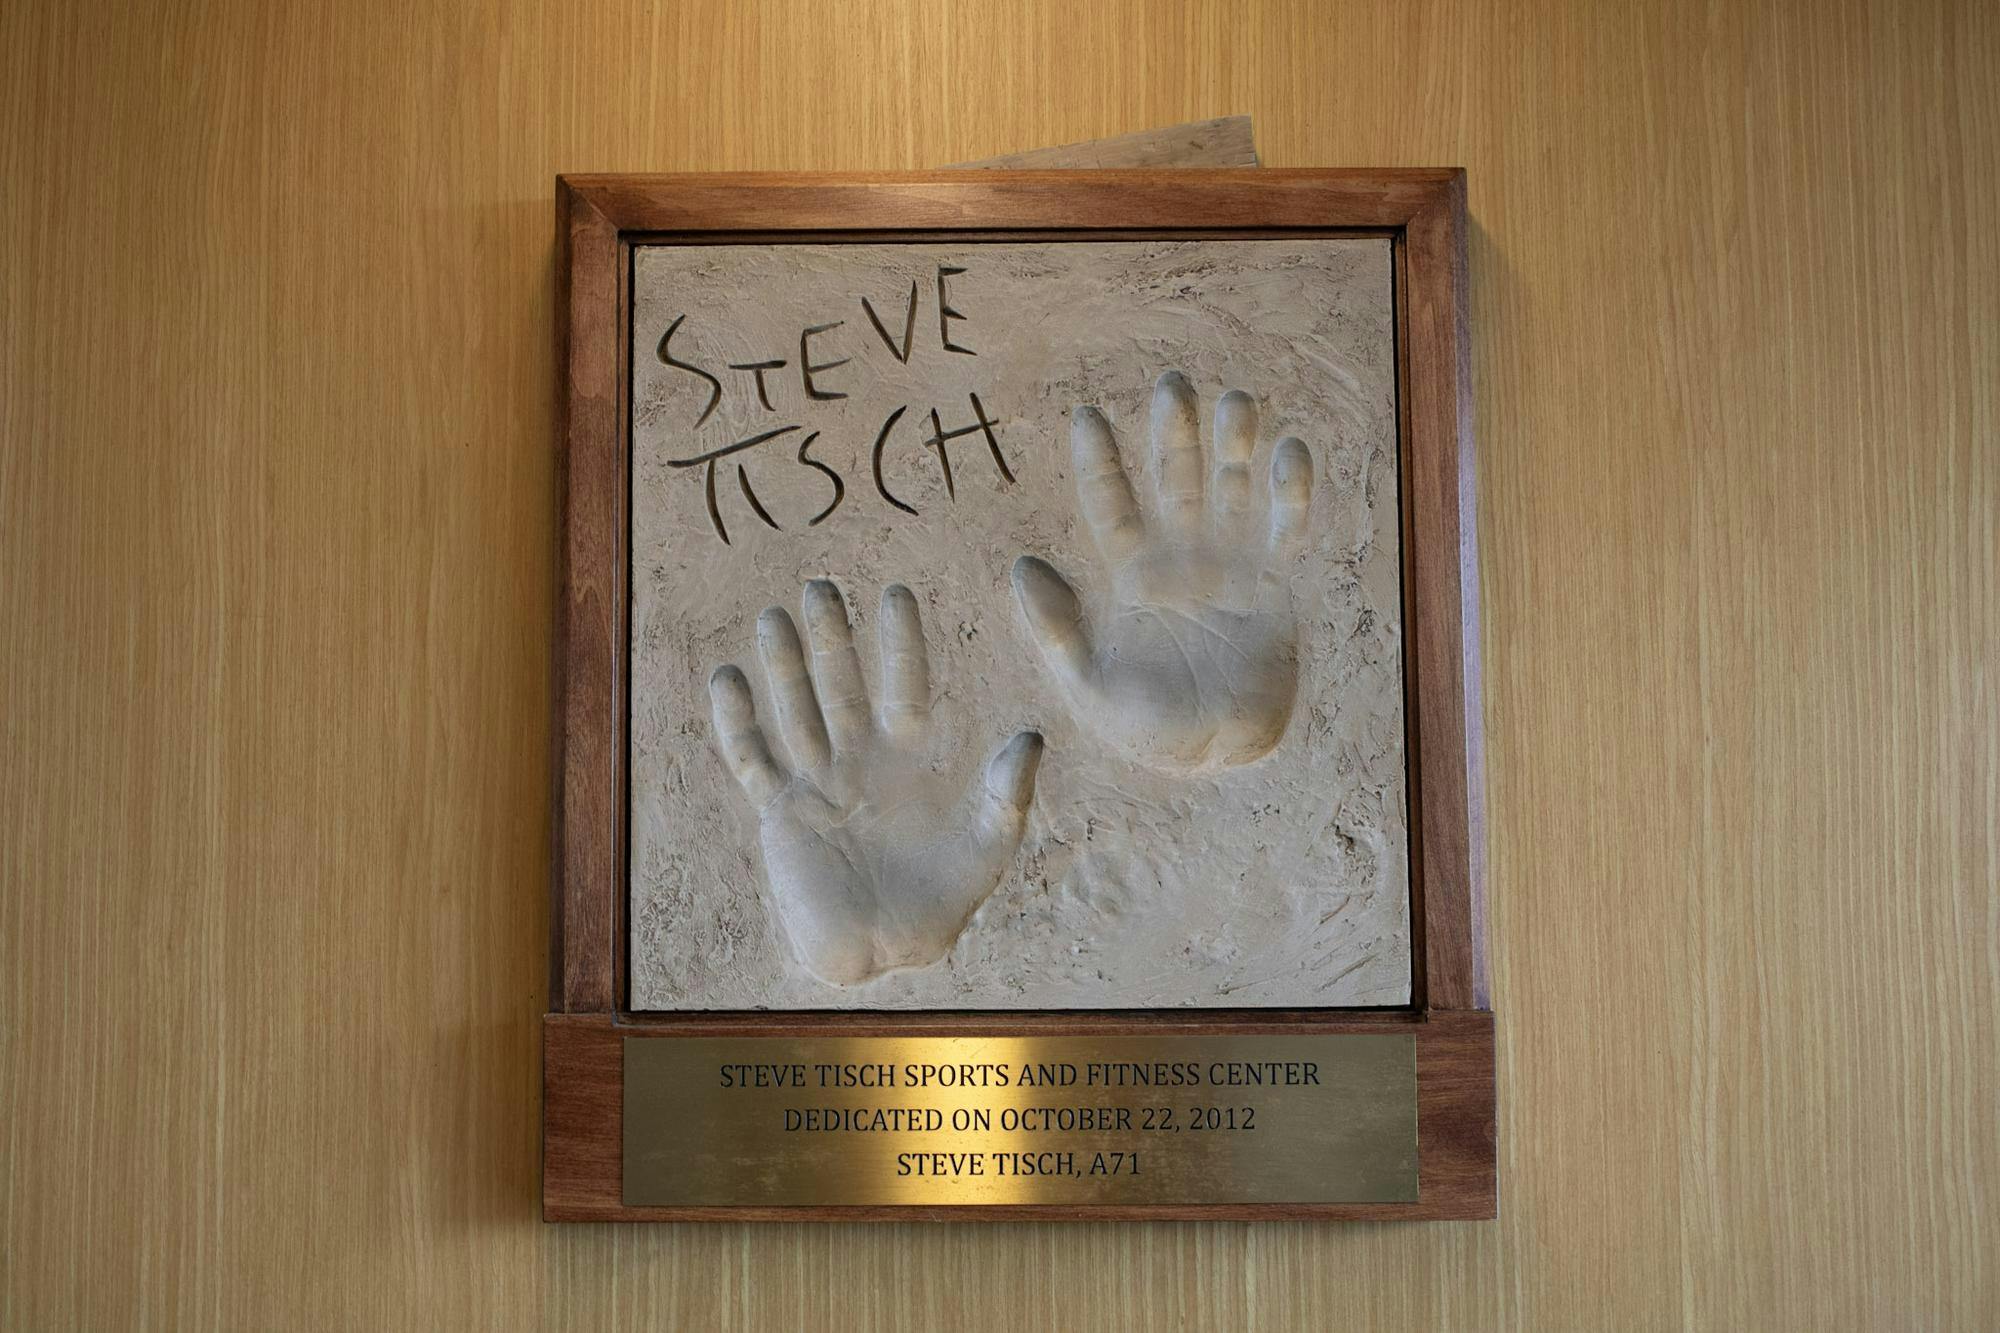 STEVE
TISCH
STEVE TISCH SPORTS AND FITNESS CENTER
DEDICATED ON OCTOBER 22, 2012
STEVE TISCH, A71